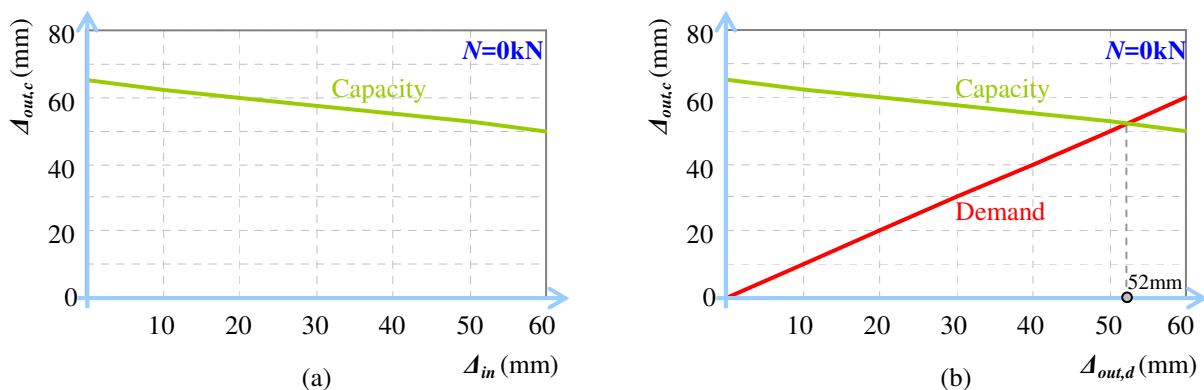 80
60
40
20
0
Δout,c (mm)
N=0kN
Capacity
10 20 30 40 50 60
Δin (mm)
(a)
80
60
40
20
0
Δout,c (mm)
N=0kN
Capacity
Demand
52mm
10 20 30 40 50 60
Δout,d (mm)
(b)